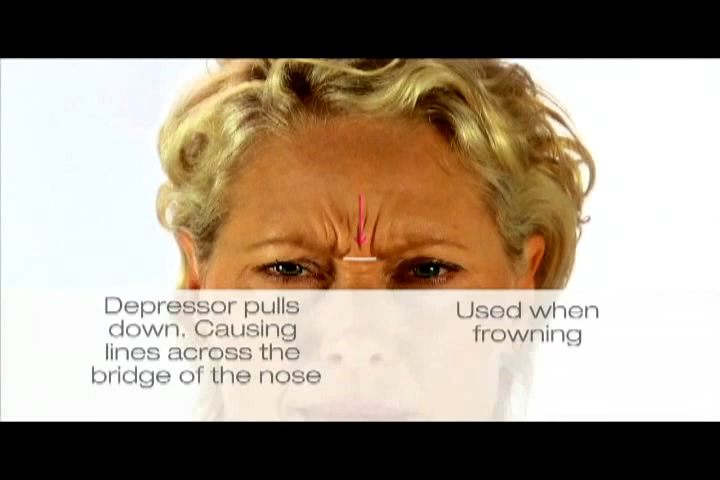 Depressor pulls
down. Causing
lines across the
bridge of the nose
Used when
frowning